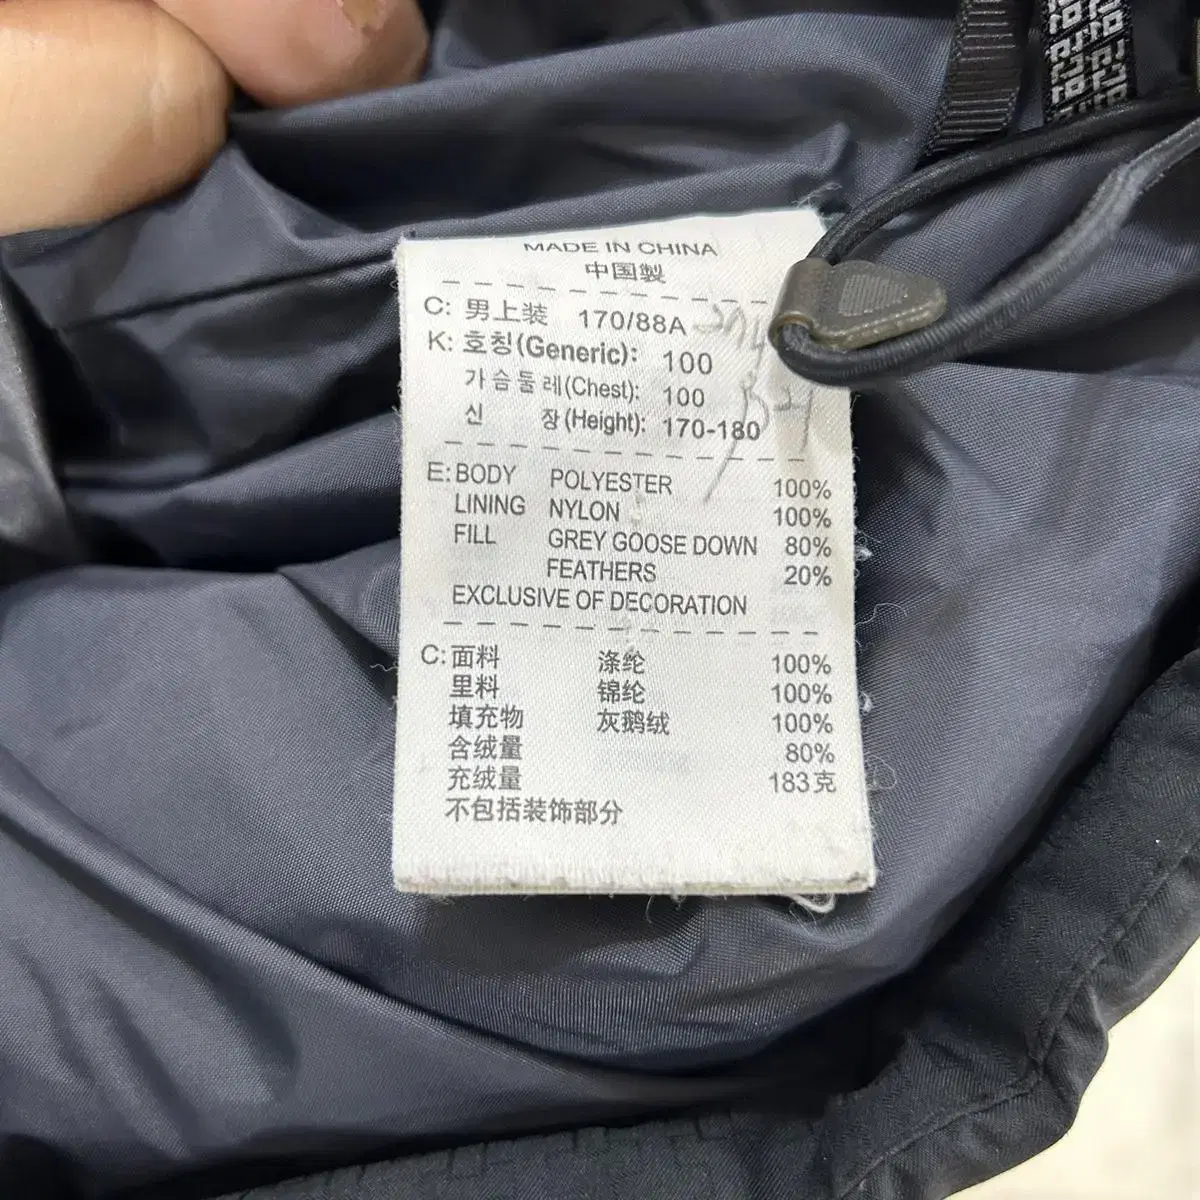 MADE IN CHINA
中国製
C: 男上装 170/88A
K: 호칭(Generic): 100
가슴둘레(Chest): 100
신 장(Height): 170-180
E: BODY POLYESTER 100%
LINING NYLON 100%
FILL GREY GOOSE DOWN 80%
FEATHERS 20%
EXCLUSIVE OF DECORATION
C: 面料 涤纶 100%
里料 锦纶 100%
填充物 灰鹅绒 100%
含绒量 80%
充绒量 183克
不包括装饰部分